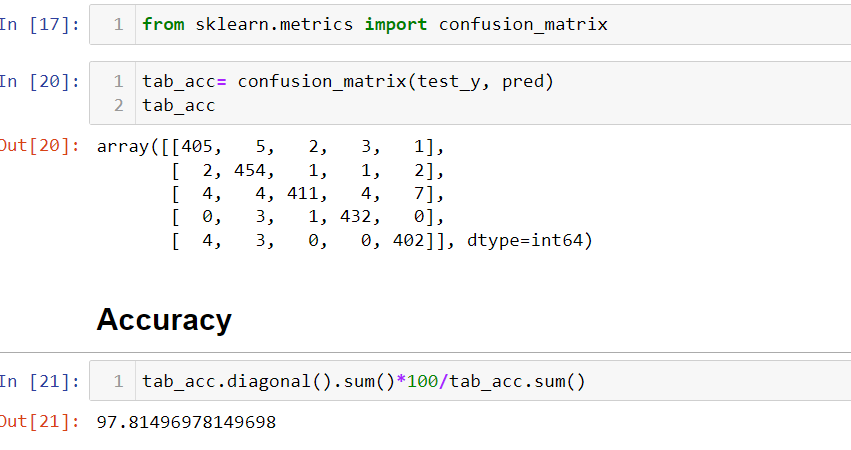 In [17]: 1 from sklearn.metrics import confusion_matrix
In [20]: 1 tab_acc= confusion_matrix(test_y, pred)
2 tab_acc
Out[20]: array([[405, 5, 2, 3, 1],
[ 2, 454, 1, 1, 2],
[ 4, 4, 411, 4, 7],
[ 0, 3, 1, 432, 0],
[ 4, 3, 0, 0, 402]], dtype=int64)
Accuracy
In [21]: 1 tab_acc.diagonal().sum()*100/tab_acc.sum()
Out[21]: 97.81496978149698